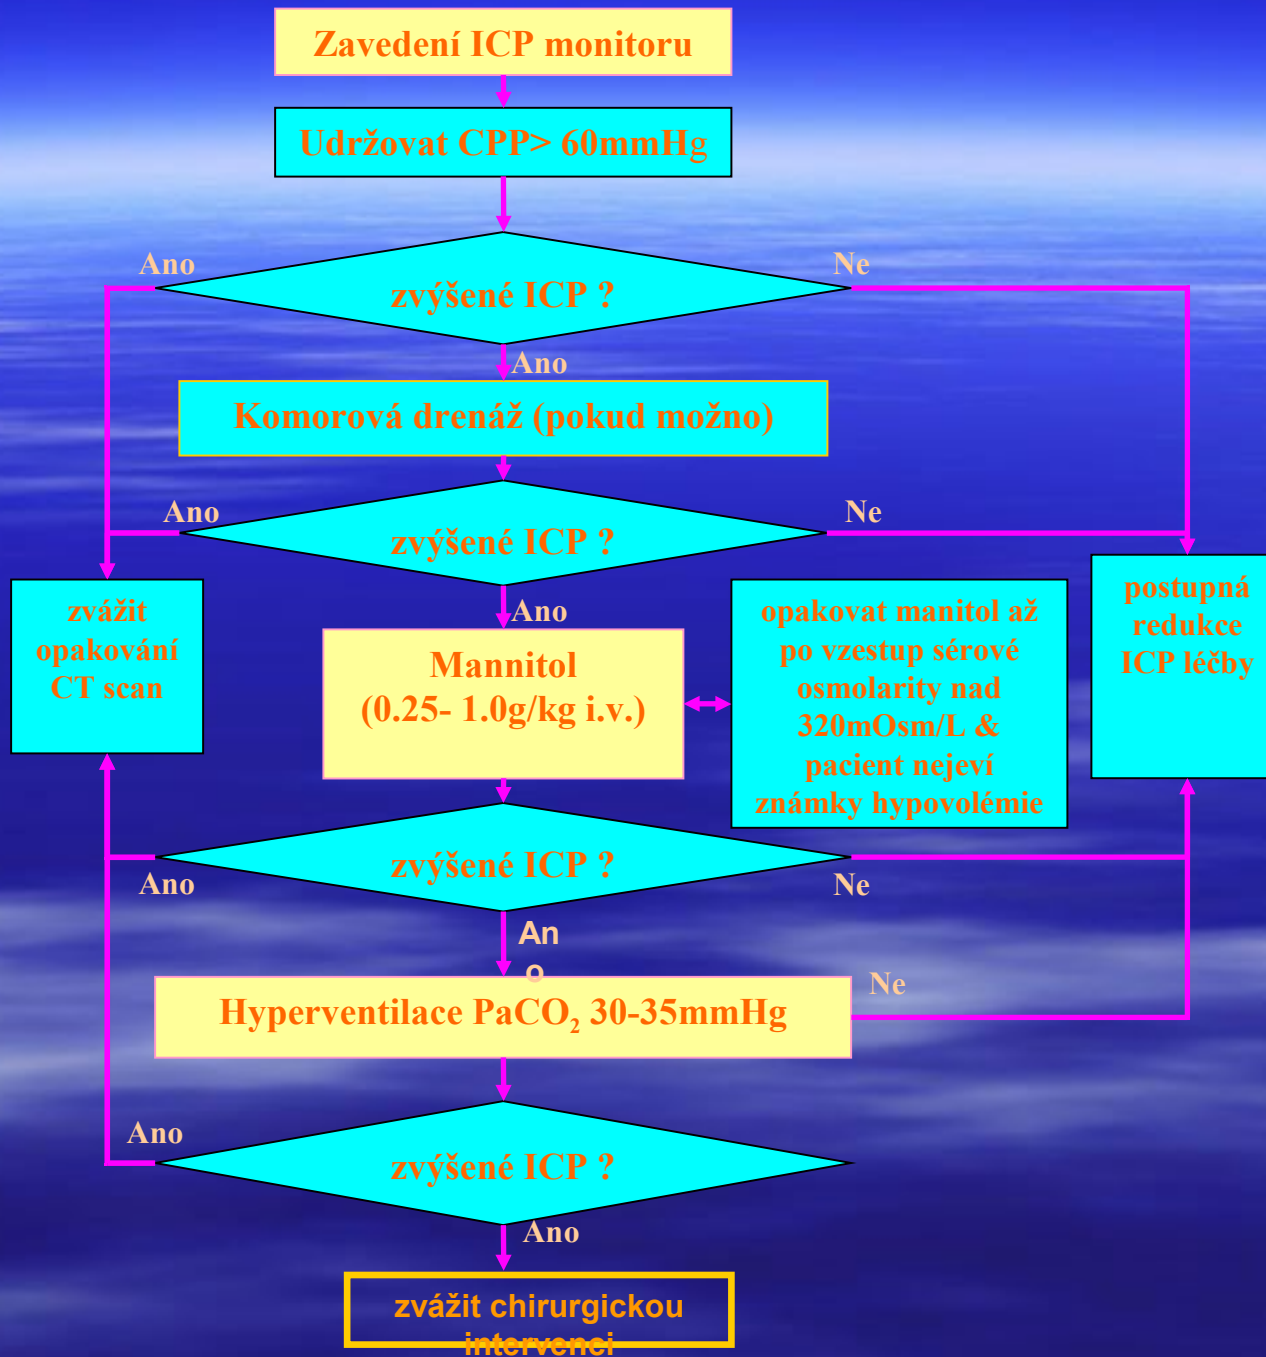 Zavedení ICP monitoru
Udržovat CPP> 60mmHg
Ano
Ne
zvýšené ICP ?
Ano
Komorová drenáž (pokud možno)
Ano
Ne
zvýšené ICP ?
Ano
zvážit
opakování
CT scan
Mannitol
(0.25- 1.0g/kg i.v.)
opakovat manitol až
po vzestup sérové
osmolarity nad
320mOsm/L &
pacient nejeví
známky hypovolémie
postupná
redukce
ICP léčby
zvýšené ICP ?
Ano
Ne
An
o
Hyperventilace PaCO₂ 30-35mmHg
Ne
Ano
zvýšené ICP ?
Ano
zvážit chirurgickou
intervenci